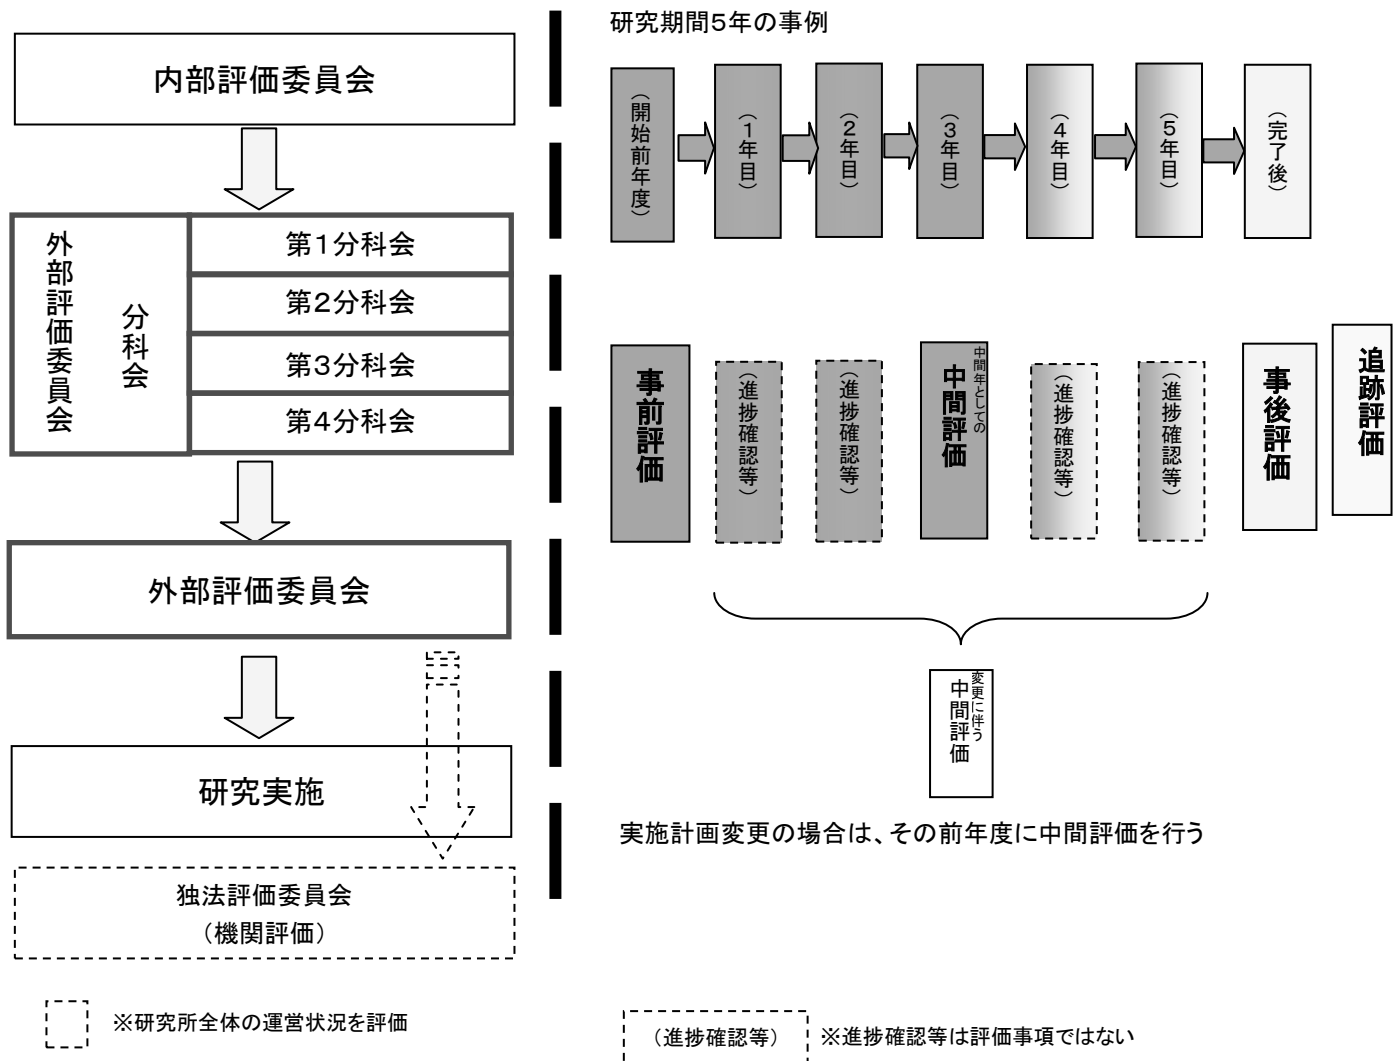 内部評価委員会
外部評価委員会
分科会
第1分科会
第2分科会
第3分科会
第4分科会
外部評価委員会
研究実施
独法評価委員会
（機関評価）
※研究所全体の運営状況を評価
研究期間5年の事例
（開始前年度）
（1年目）
（2年目）
（3年目）
（4年目）
（5年目）
（完了後）
事前評価
（進捗確認等）
（進捗確認等）
中間年としての
中間評価
（進捗確認等）
（進捗確認等）
事後評価
追跡評価
変更に伴う
中間評価
実施計画変更の場合は、その前年度に中間評価を行う
（進捗確認等）
※進捗確認等は評価事項ではない